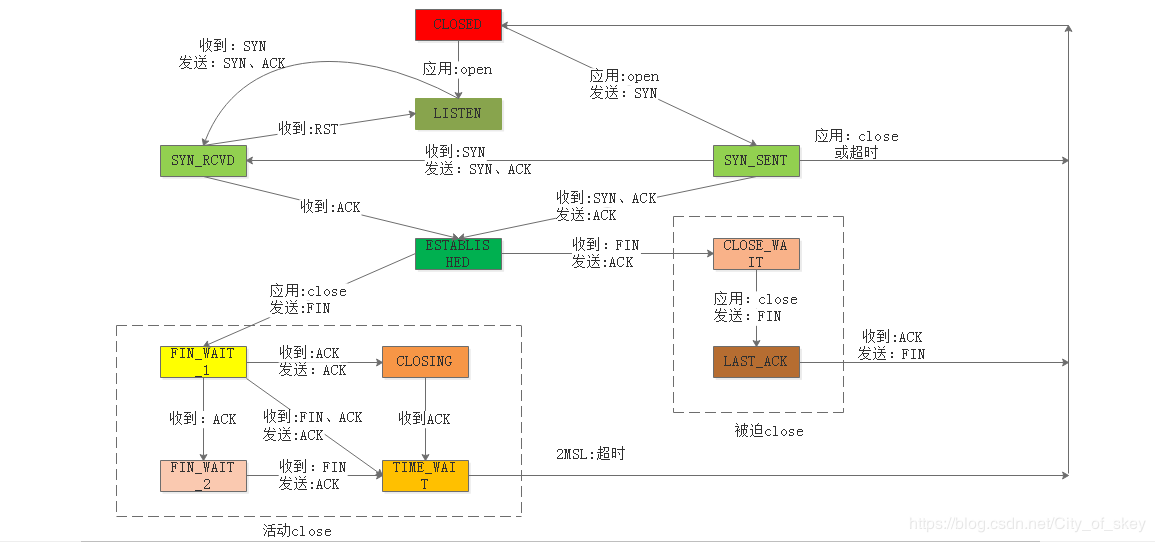 CLOSED
收到：SYN
发送：SYN、ACK
应用:open
应用:open
发送：SYN
LISTEN
收到:RST
应用：close
或超时
SYN_RCVD
收到:SYN
发送：SYN、ACK
SYN_SENT
收到:ACK
收到:SYN、ACK
发送:ACK
ESTABLIS
HED
收到：FIN
发送:ACK
CLOSE_WA
IT
应用:close
发送:FIN
应用：close
发送：FIN
FIN_WAIT
_1
收到:ACK
发送：ACK
CLOSING
LAST_ACK
收到:ACK
发送：FIN
收到：ACK
收到:FIN、ACK
发送:ACK
收到ACK
被迫close
FIN_WAIT
_2
收到：FIN
发送:ACK
TIME_WAI
T
2MSL:超时
活动close
https://blog.csdn.net/City_of_skey